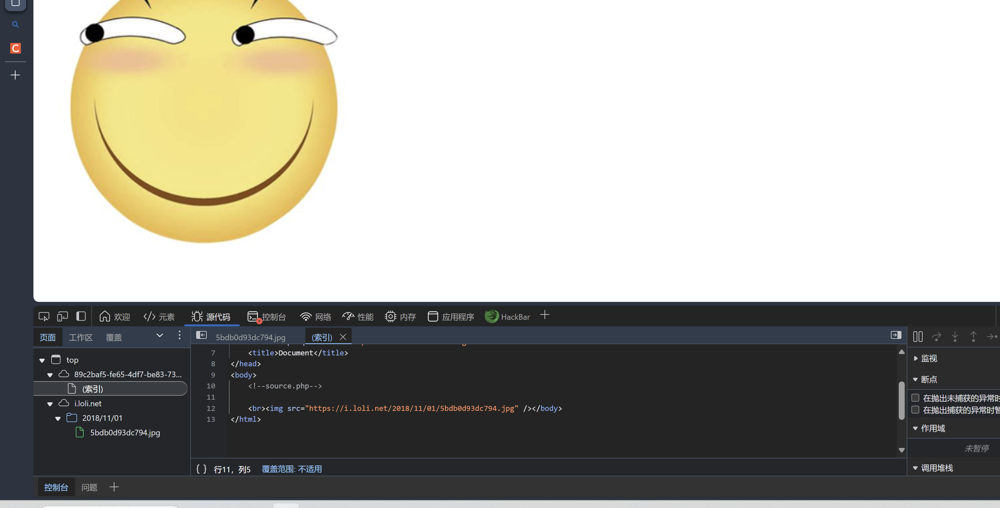 C
欢迎 元素 源代码 控制台 网络 性能 内存 应用程序 HackBar
页面 工作区 覆盖
5bdb0d93dc794.jpg (索引)
top
89c2baf5-fe65-4df7-be83-73...
(索引)
i.loli.net
2018/11/01
5bdb0d93dc794.jpg
7 <title>Document</title>
8 </head>
9 <body>
10 <!--source.php-->
11
12 <br><img src="https://i.loli.net/2018/11/01/5bdb0d93dc794.jpg" /></body>
13 </html>
{ } 行11，列5 覆盖范围: 不适用
监视
断点
在抛出未捕获的异常时
在抛出捕获的异常时暂
作用域
未暂停
调用堆栈
控制台 问题